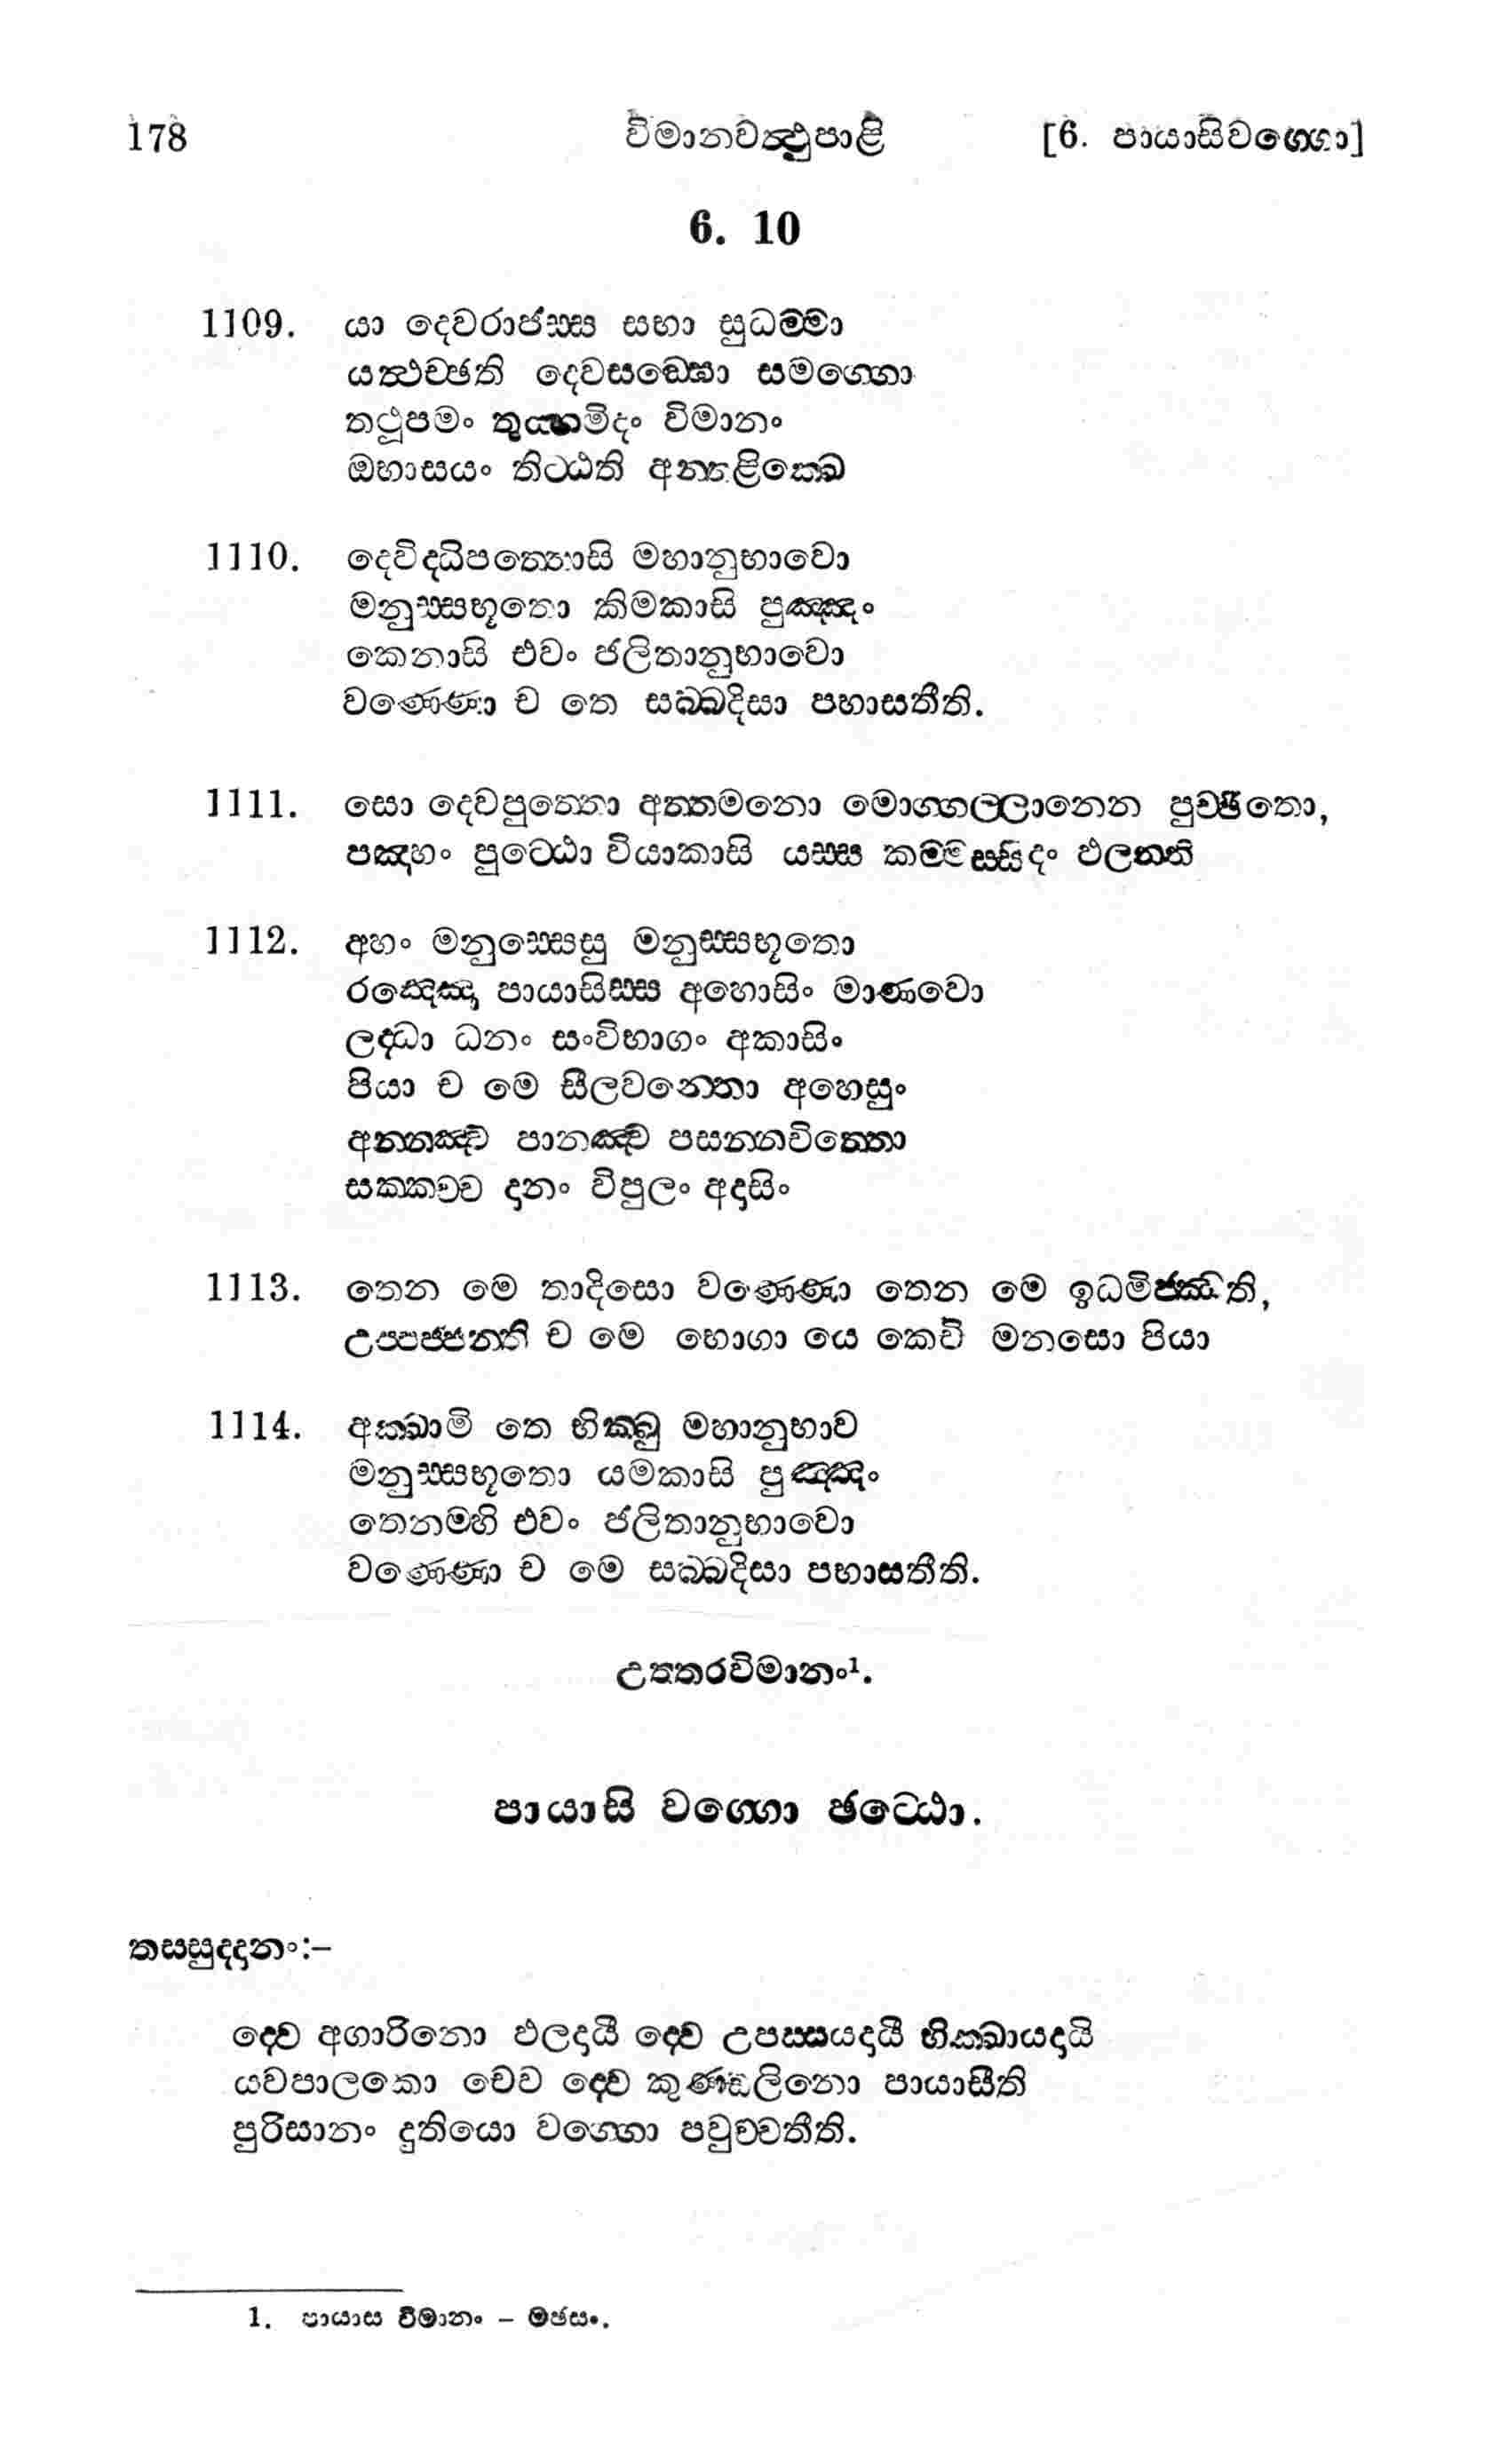 178 විමානවත්‍ථුපාළි [6. පායාසිවග්ගො]
6. 10
1109. යා දෙවරාජස්ස සභා සුධම්මා
යත්‍ථච්ඡති දෙවසඞ්ඝො සමග්ගො
තථූපමං තුය්හමිදං විමානං
ඔභාසයං තිට්ඨති අන්තළික්ඛෙ
1110. දෙවිද්ධිපත්තොසි මහානුභාවො
මනුස්සභූතො කිමකාසි පුඤ්ඤං
කෙනාසි එවං ජලිතානුභාවො
වණ්ණො ච තෙ සබ්බදිසා පභාසතීති.
1111. සො දෙවපුත්තො අත්තමනො මොග්ගල්ලානෙන පුච්ඡිතො,
පඤ්හං පුට්ඨො වියාකාසි යස්ස කම්මස්සිදං ඵලන්ති
1112. අහං මනුස්සෙසු මනුස්සභූතො
රඤ්ඤො පායාසිස්ස අහොසිං මාණවො
ලද්ධා ධනං සංවිභාගං අකාසිං
පියා ච මෙ සීලවන්තො අහෙසුං
අන්නඤ්ච පානඤ්ච පසන්නචිත්තො
සක්කච්ච දානං විපුලං අදාසිං
1113. තෙන මෙ තාදිසො වණ්ණො තෙන මෙ ඉධමිජ්ඣති,
උප්පජ්ජන්ති ච මෙ භොගා යෙ කෙචි මනසො පියා
1114. අක්ඛාමි තෙ භික්ඛු මහානුභාව
මනුස්සභූතො යමකාසි පුඤ්ඤං
තෙනම්හි එවං ජලිතානුභාවො
වණ්ණො ච මෙ සබ්බදිසා පභාසතීති.
උත්තරවිමානං¹.
පායාසි වග්ගො ඡට්ඨො.
තස්සුද්දානං:–
ද්වෙ අගාරිනො ඵලදායී ද්වෙ උපස්සයදායී භික්ඛායදායි
යවපාලකො චෙව ද්වෙ කුණ්ඩලිනො පායාසීති
පුරිසානං දුතියො වග්ගො පවුච්චතීති.
1. පායාස විමානං – මඡසං.